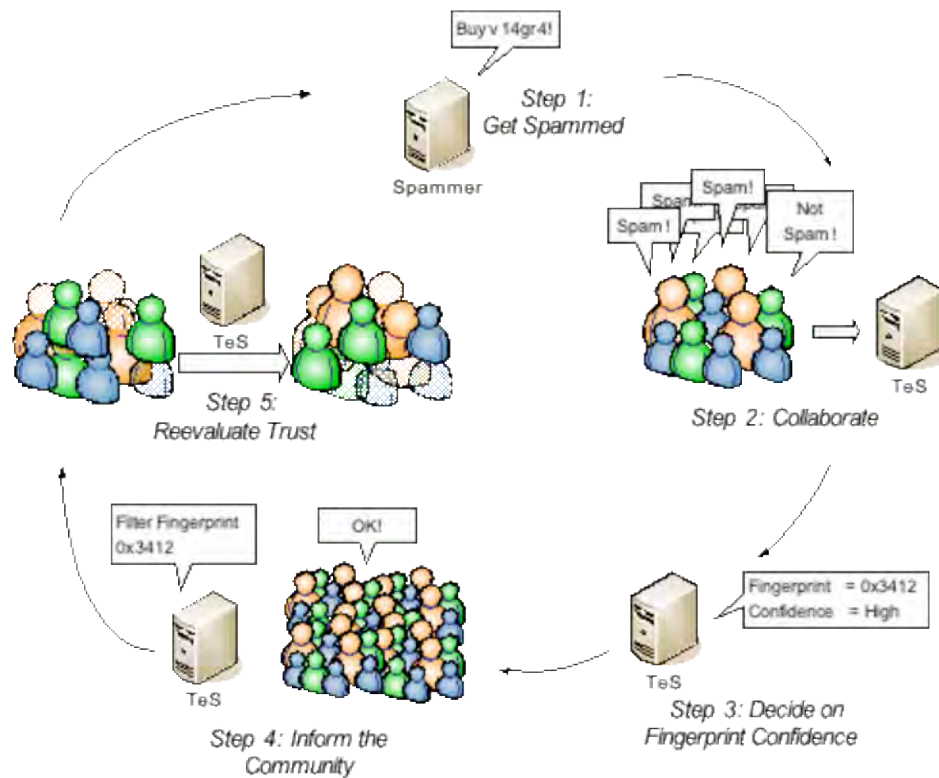 Buy v 14gr4!
Step 1:
Get Spammed
Spammer
Spam!
Spam!
Not
Spam!
TeS
Step 2: Collaborate
Fingerprint = 0x3412
Confidence = High
TeS
Step 3: Decide on
Fingerprint Confidence
Filter Fingerprint
0x3412
OK!
TeS
Step 4: Inform the
Community
TeS
Step 5:
Reevaluate Trust